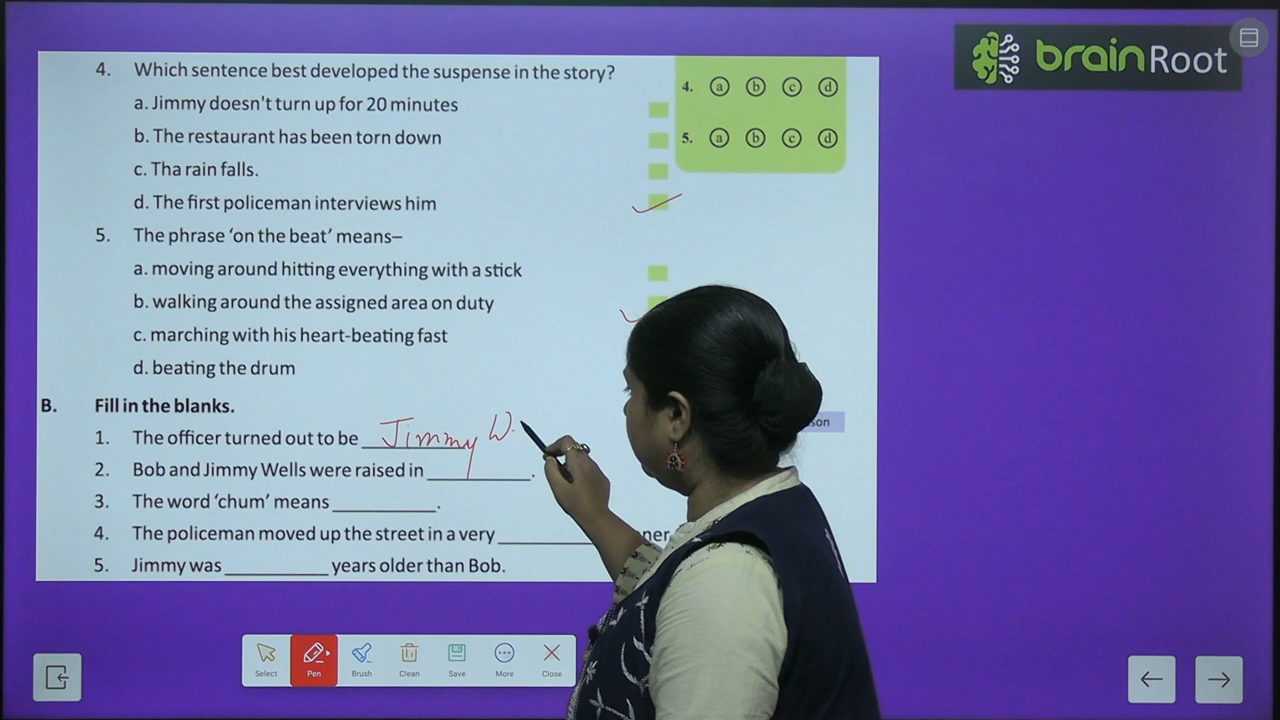 brainRoot
4. Which sentence best developed the suspense in the story?
a. Jimmy doesn't turn up for 20 minutes
b. The restaurant has been torn down
c. Tha rain falls.
d. The first policeman interviews him
4. a b c d
5. a b c d
5. The phrase ‘on the beat’ means–
a. moving around hitting everything with a stick
b. walking around the assigned area on duty
c. marching with his heart-beating fast
d. beating the drum
B. Fill in the blanks.
1. The officer turned out to be Jimmy W.
2. Bob and Jimmy Wells were raised in __________.
3. The word ‘chum’ means __________.
4. The policeman moved up the street in a very __________
5. Jimmy was __________ years older than Bob.
Select Pen Brush Clean Save More Close